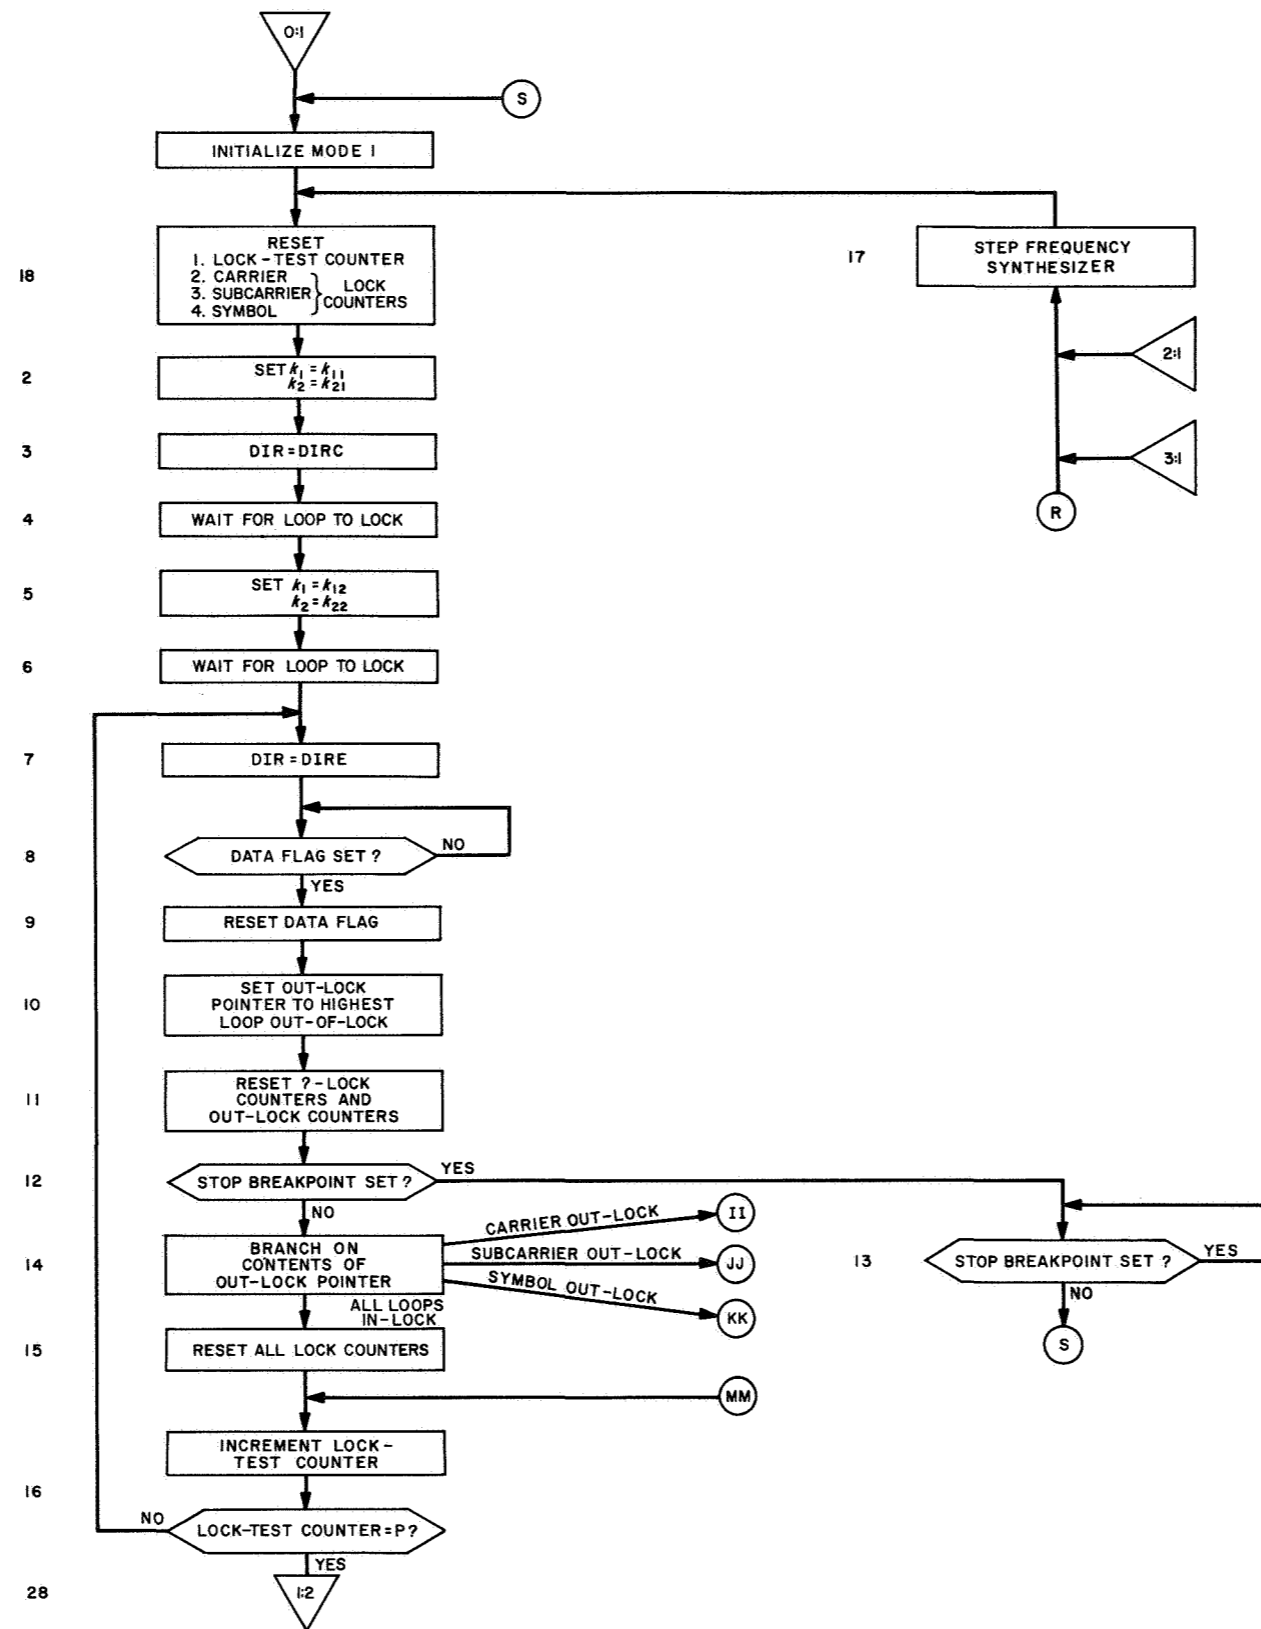 0:1
S
INITIALIZE MODE 1
18
RESET
1. LOCK-TEST COUNTER
2. CARRIER
3. SUBCARRIER
4. SYMBOL
LOCK
COUNTERS
17
STEP FREQUENCY
SYNTHESIZER
2:1
3:1
R
2
SET k₁ = k₁₁
k₂ = k₂₁
3
DIR=DIRC
4
WAIT FOR LOOP TO LOCK
5
SET k₁ = k₁₂
k₂ = k₂₂
6
WAIT FOR LOOP TO LOCK
7
DIR=DIRE
8
DATA FLAG SET ?
NO
YES
9
RESET DATA FLAG
10
SET OUT-LOCK
POINTER TO HIGHEST
LOOP OUT-OF-LOCK
11
RESET ?-LOCK
COUNTERS AND
OUT-LOCK COUNTERS
12
STOP BREAKPOINT SET ?
YES
NO
14
BRANCH ON
CONTENTS OF
OUT-LOCK POINTER
CARRIER OUT-LOCK
II
SUBCARRIER OUT-LOCK
JJ
SYMBOL OUT-LOCK
KK
13
STOP BREAKPOINT SET ?
YES
NO
S
ALL LOOPS
IN-LOCK
15
RESET ALL LOCK COUNTERS
MM
INCREMENT LOCK-
TEST COUNTER
16
NO
LOCK-TEST COUNTER=P?
YES
28
1:2